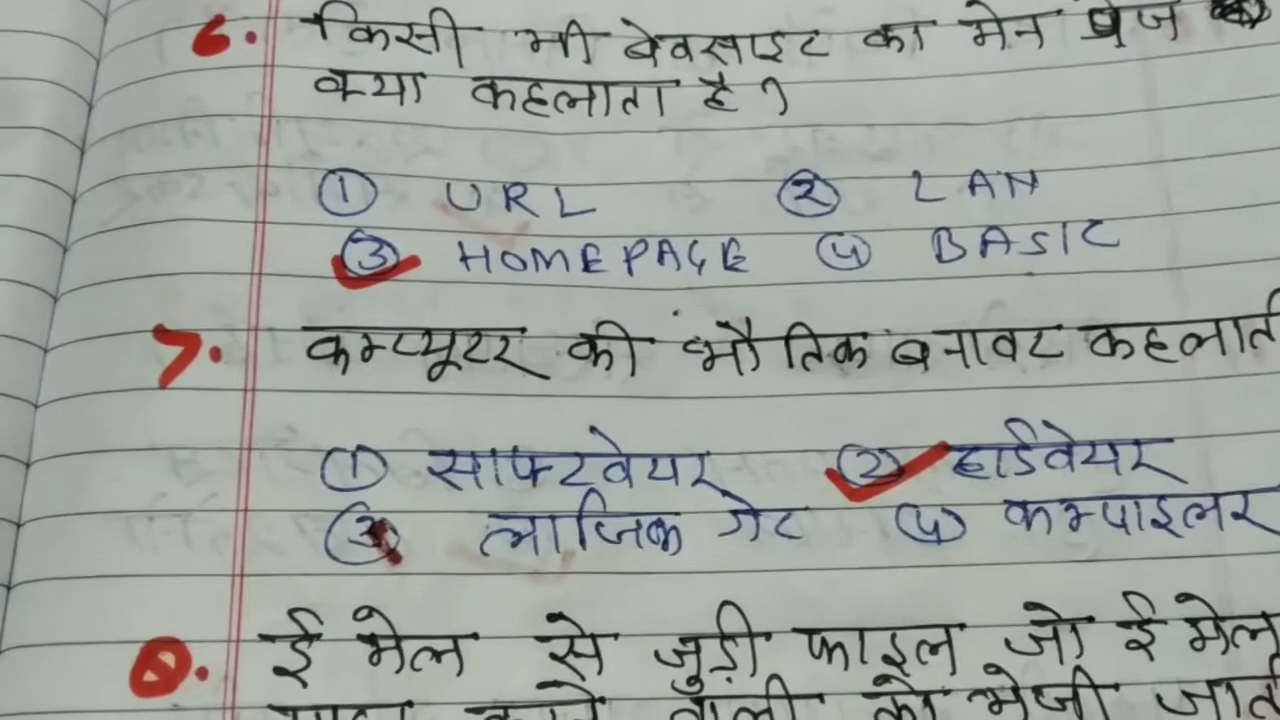 6. किसी भी बेवसाइट का मेन पेज
क्या कहलाता है?
① URL ② LAN
③ HOMEPAGE ④ BASIC
7. कम्प्यूटर की भौतिक बनावट कहलाती
① साफ्टवेयर ② हार्डवेयर
③ लाजिक गेट ④ कम्पाइलर
8. ई मेल से जुड़ी फाइल जो ई मेल
वाली को भेजी जाती